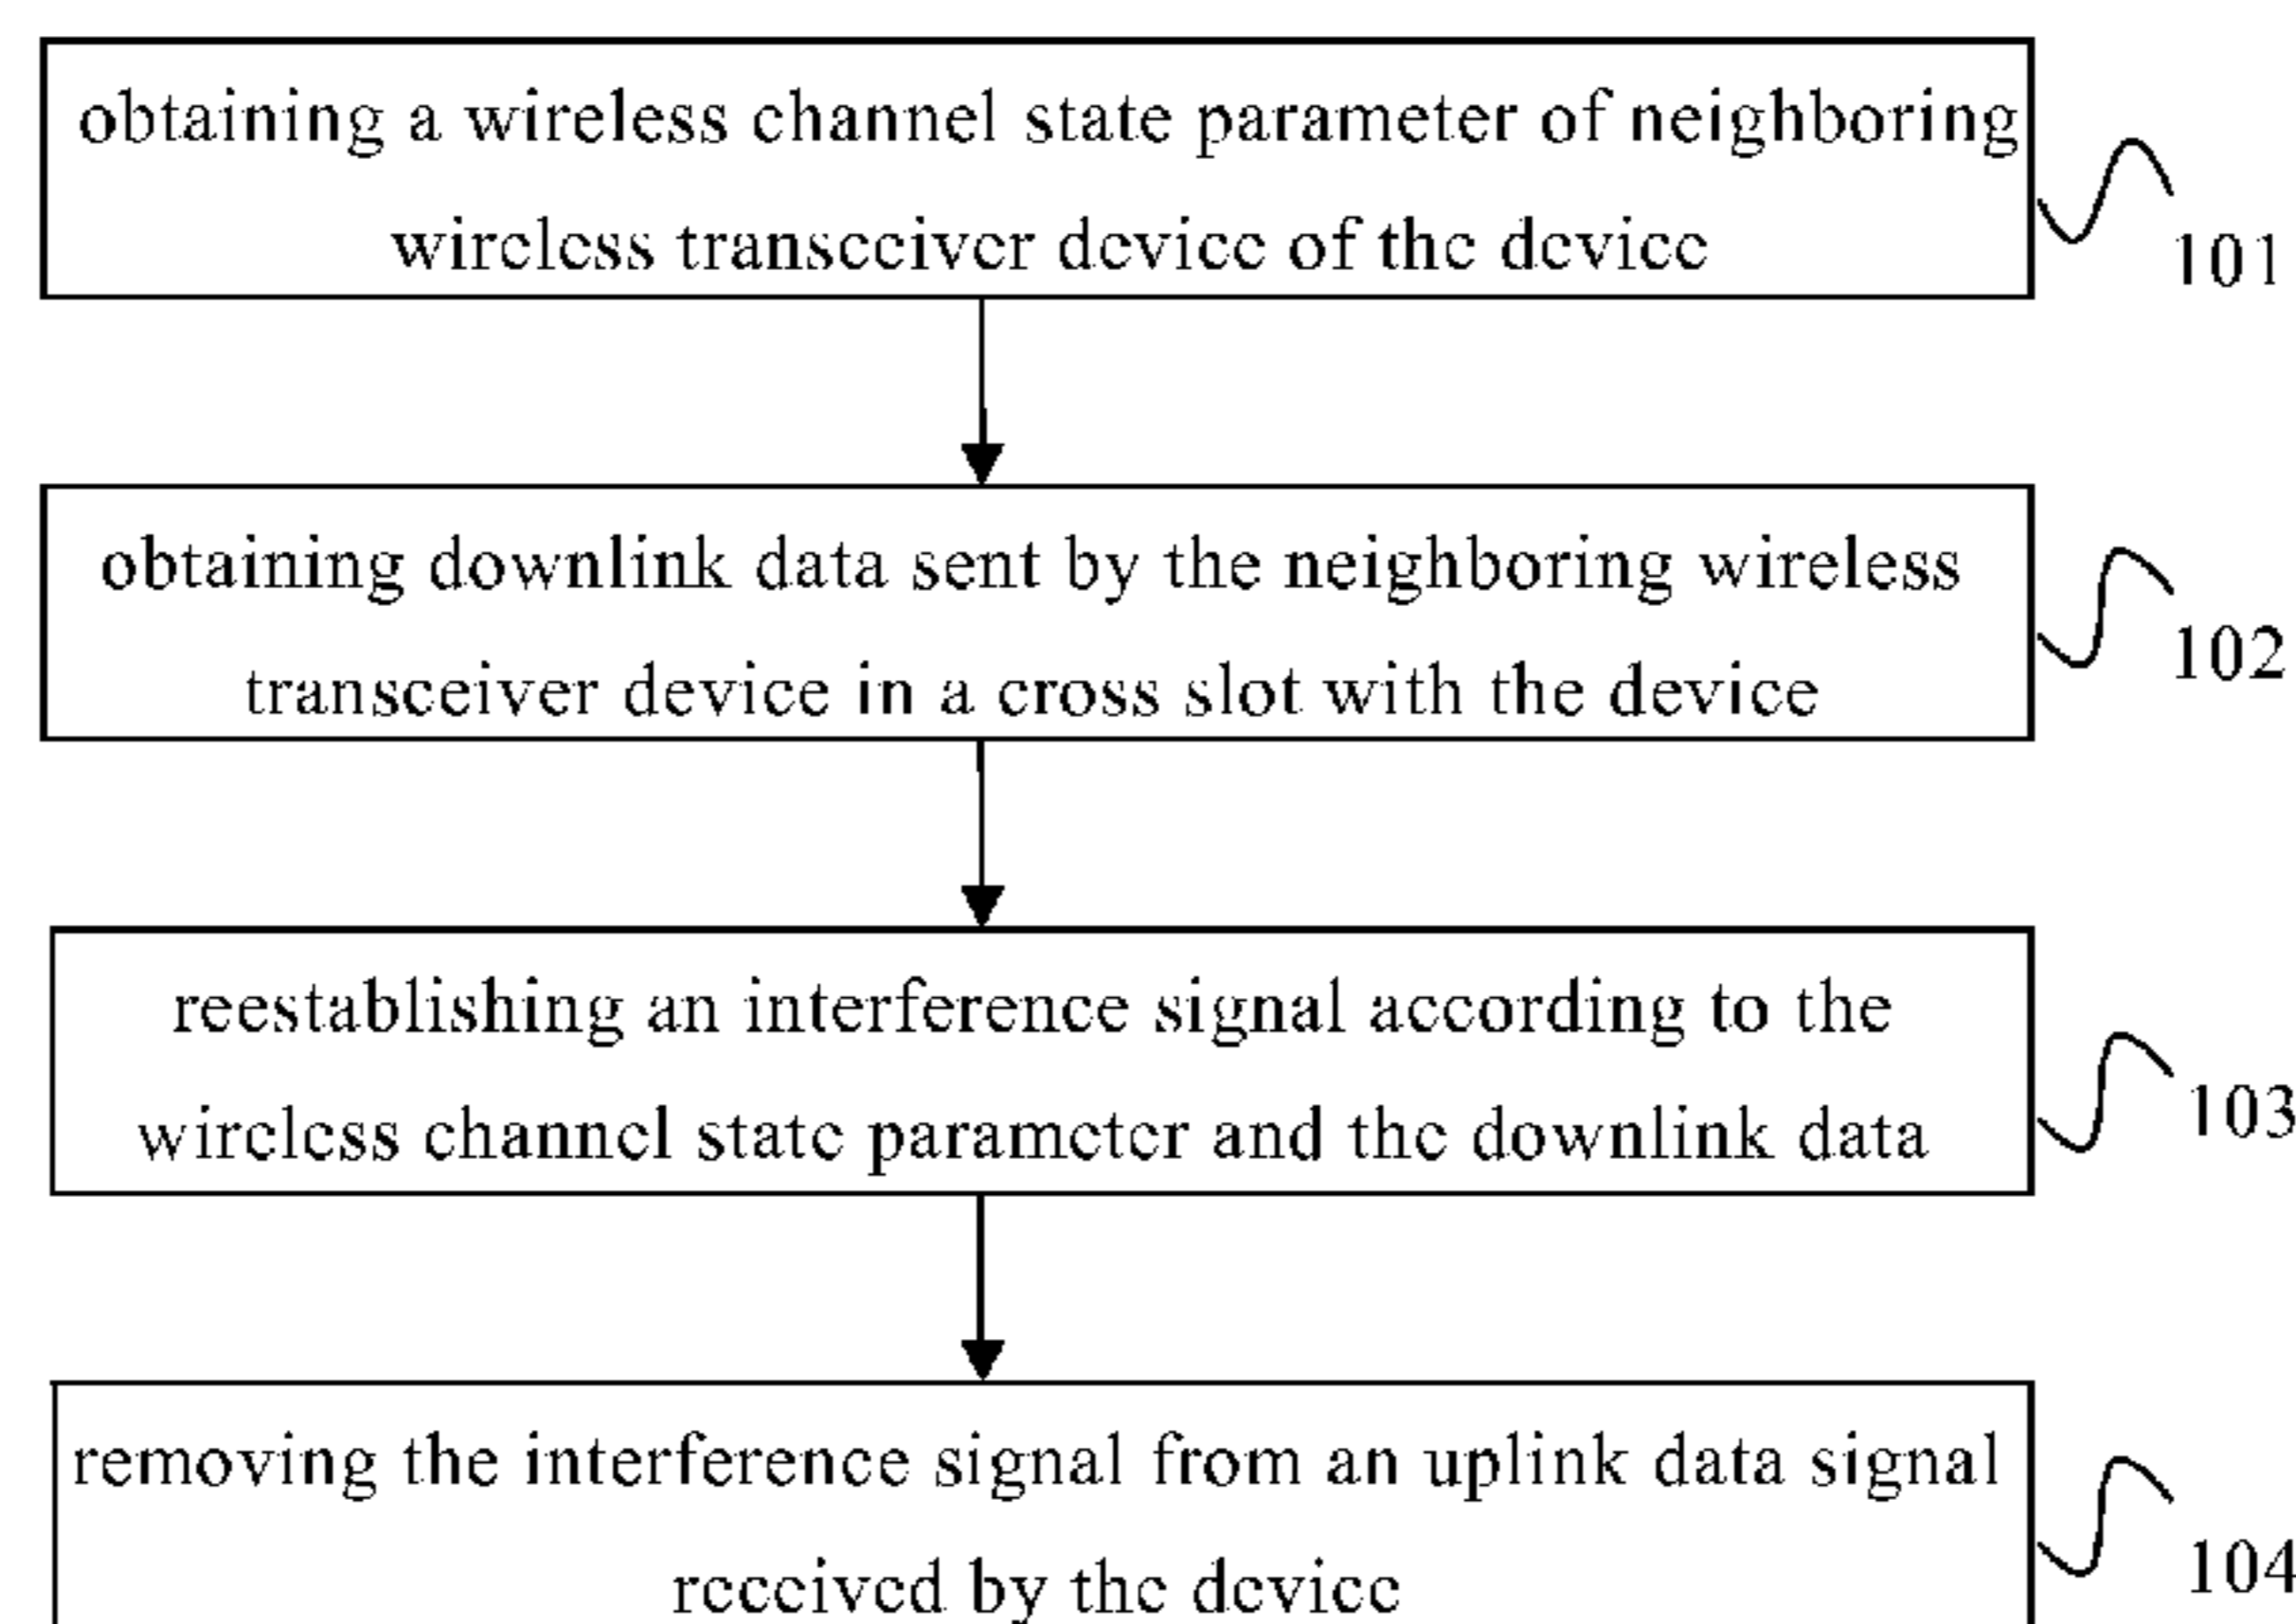 obtaining a wireless channel state parameter of neighboring
wireless transceiver device of the device
101
obtaining downlink data sent by the neighboring wireless
transceiver device in a cross slot with the device
102
reestablishing an interference signal according to the
wireless channel state parameter and the downlink data
103
removing the interference signal from an uplink data signal
received by the device
104